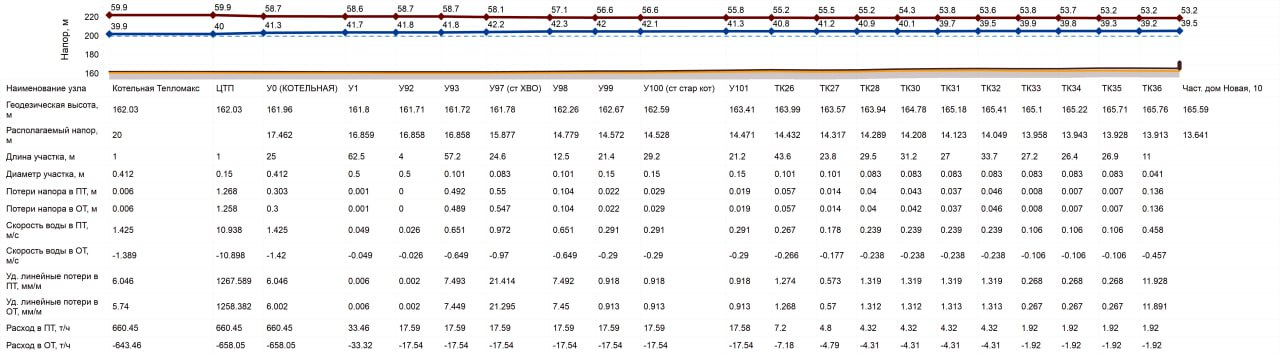 59.9 59.9 58.7 58.6 58.7 58.7 58.1 57.1 56.6 56.6 55.8 55.2 55.5 55.2 54.3 53.8 53.6 53.8 53.7 53.2 53.2 53.2
39.9 40 41.3 41.7 41.8 41.8 42.2 42.3 42 42.1 41.3 40.8 41.2 40.9 40.1 39.7 39.5 39.9 39.8 39.3 39.2 39.5
Напор, м
220
200
180
160
Наименование узла Котельная Тепломакс ЦТП У0 (КОТЕЛЬНАЯ) У1 У92 У93 У97 (ст ХВО) У98 У99 У100 (ст стар кот) У101 ТК26 ТК27 ТК28 ТК30 ТК31 ТК32 ТК33 ТК34 ТК35 ТК36 Част. дом Новая, 10
Геодезическая высота, м 162.03 162.03 161.96 161.8 161.71 161.72 161.78 162.26 162.67 162.59 163.41 163.99 163.57 163.94 164.78 165.18 165.41 165.1 165.22 165.71 165.76 165.59
Располагаемый напор, м 20 17.462 16.859 16.858 16.858 15.877 14.779 14.572 14.528 14.471 14.432 14.317 14.289 14.208 14.123 14.049 13.958 13.943 13.928 13.913 13.641
Длина участка, м 1 1 25 62.5 4 57.2 24.6 12.5 21.4 29.2 21.2 43.6 23.8 29.5 31.2 27 33.7 27.2 26.4 26.9 11
Диаметр участка, м 0.412 0.15 0.412 0.5 0.5 0.101 0.083 0.101 0.15 0.15 0.15 0.101 0.101 0.083 0.083 0.083 0.083 0.083 0.083 0.083 0.041
Потери напора в ПТ, м 0.006 1.268 0.303 0.001 0 0.492 0.55 0.104 0.022 0.029 0.019 0.057 0.014 0.04 0.043 0.037 0.046 0.008 0.007 0.007 0.136
Потери напора в ОТ, м 0.006 1.258 0.3 0.001 0 0.489 0.547 0.104 0.022 0.029 0.019 0.057 0.014 0.04 0.042 0.036 0.046 0.008 0.007 0.007 0.136
Скорость воды в ПТ, м/с 1.425 10.938 1.425 0.049 0.026 0.651 0.972 0.651 0.291 0.291 0.291 0.267 0.178 0.239 0.239 0.239 0.239 0.106 0.106 0.106 0.458
Скорость воды в ОТ, м/с -1.389 -10.898 -1.42 -0.049 -0.026 -0.649 -0.97 -0.649 -0.29 -0.29 -0.29 -0.266 -0.177 -0.238 -0.238 -0.238 -0.238 -0.106 -0.106 -0.106 -0.457
Уд. линейные потери в ПТ, мм/м 6.046 1267.589 6.046 0.006 0.002 7.493 21.414 7.492 0.918 0.918 0.918 1.274 0.573 1.319 1.319 1.319 1.319 0.268 0.268 0.268 11.928
Уд. линейные потери в ОТ, мм/м 5.74 1258.382 6.002 0.006 0.002 7.449 21.295 7.45 0.913 0.913 0.913 1.268 0.57 1.312 1.312 1.313 1.313 0.267 0.267 0.267 11.891
Расход в ПТ, т/ч 660.45 660.45 660.45 33.46 17.59 17.59 17.59 17.59 17.59 17.59 17.58 7.2 4.8 4.32 4.32 4.32 4.32 1.92 1.92 1.92 1.92
Расход в ОТ, т/ч -643.46 -658.05 -658.05 -33.32 -17.54 -17.54 -17.54 -17.54 -17.54 -17.54 -17.54 -7.18 -4.79 -4.31 -4.31 -4.31 -4.31 -1.92 -1.92 -1.92 -1.92